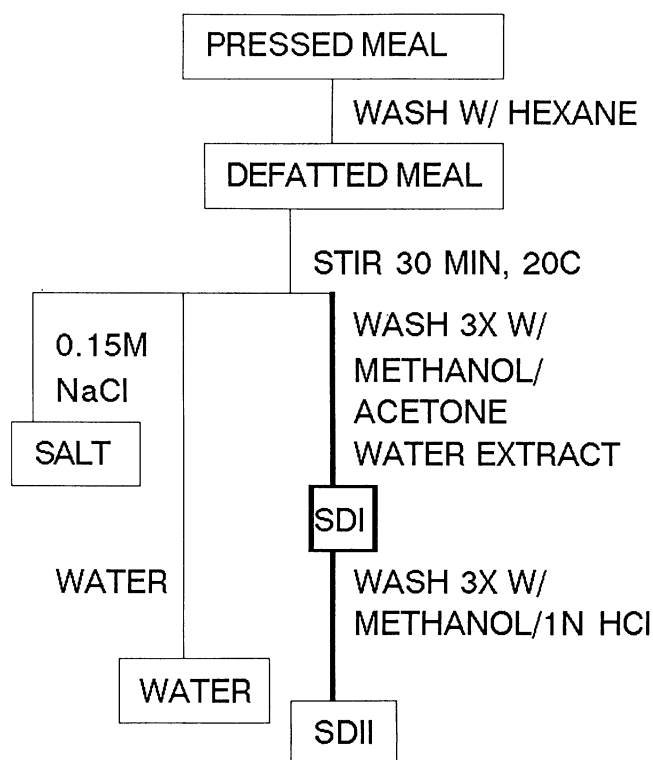 PRESSED MEAL
WASH W/ HEXANE
DEFATTED MEAL
STIR 30 MIN, 20C
0.15M
NaCl
SALT
WASH 3X W/
METHANOL/
ACETONE
WATER EXTRACT
SDI
WATER
WASH 3X W/
METHANOL/1N HCl
WATER
SDII